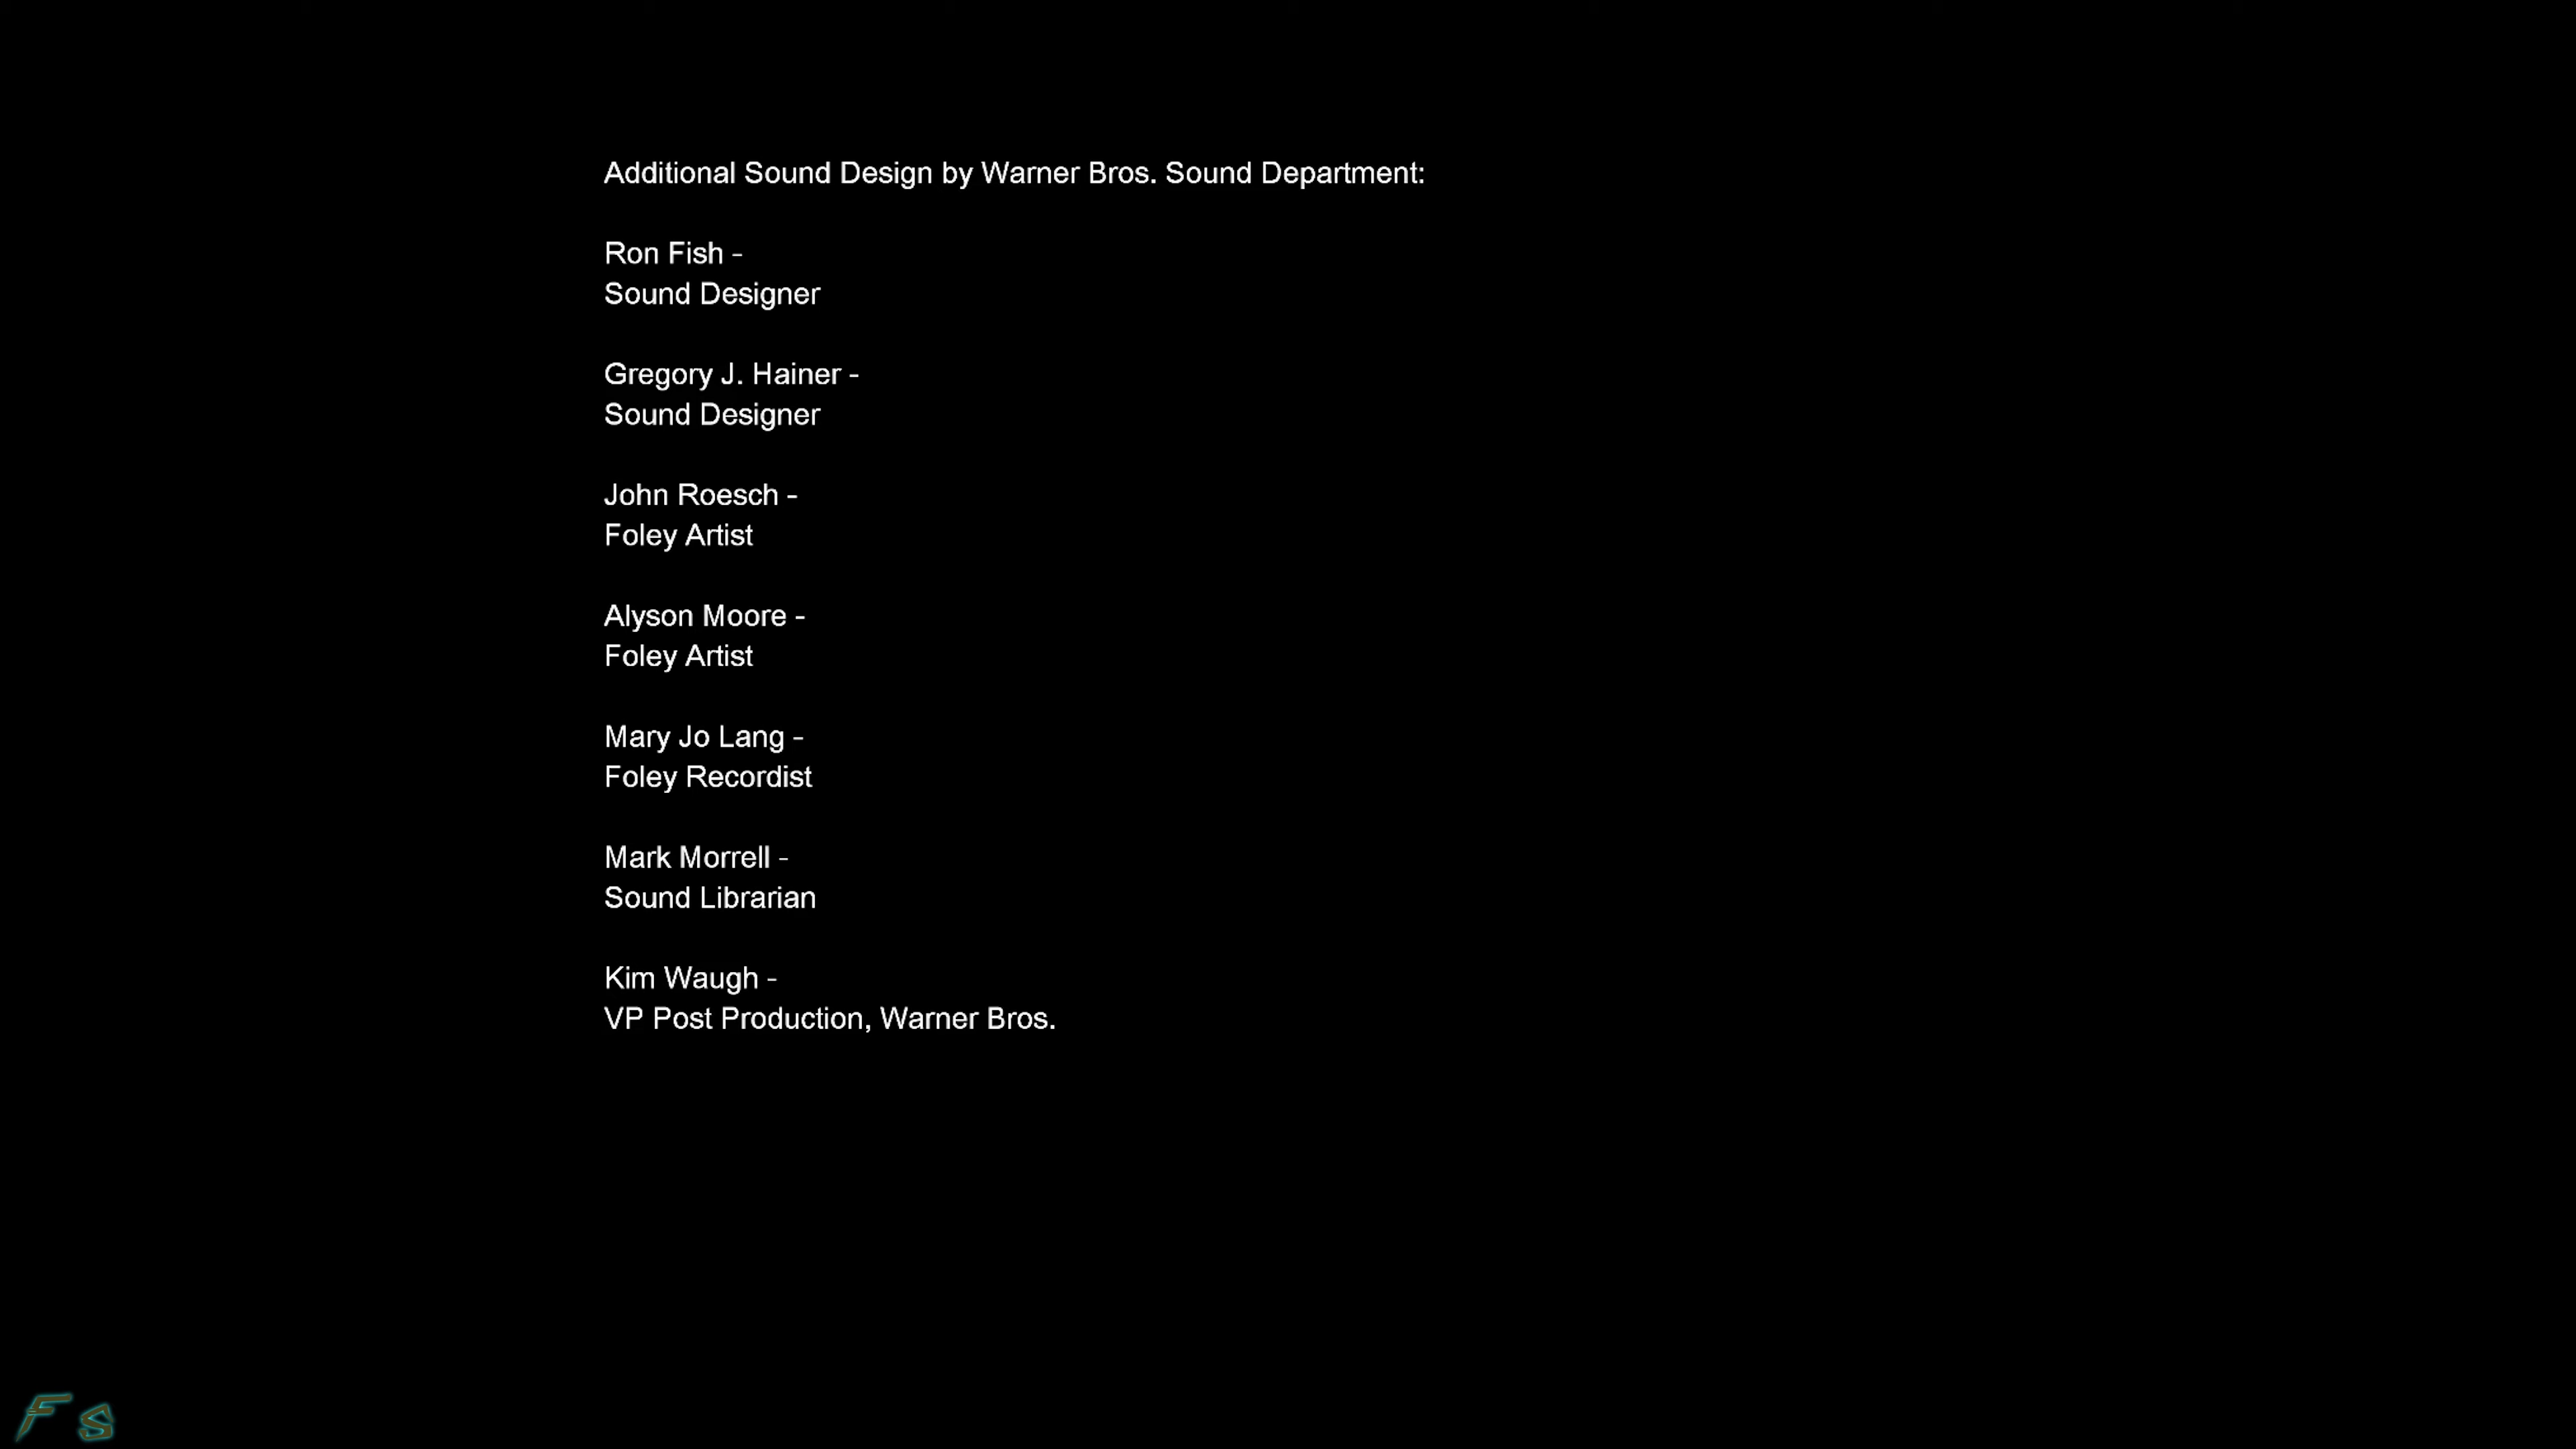 Additional Sound Design by Warner Bros. Sound Department:
Ron Fish -
Sound Designer
Gregory J. Hainer -
Sound Designer
John Roesch -
Foley Artist
Alyson Moore -
Foley Artist
Mary Jo Lang -
Foley Recordist
Mark Morrell -
Sound Librarian
Kim Waugh -
VP Post Production, Warner Bros.
F s